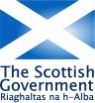 The Scottish
Government
Riaghaltas na h-Alba